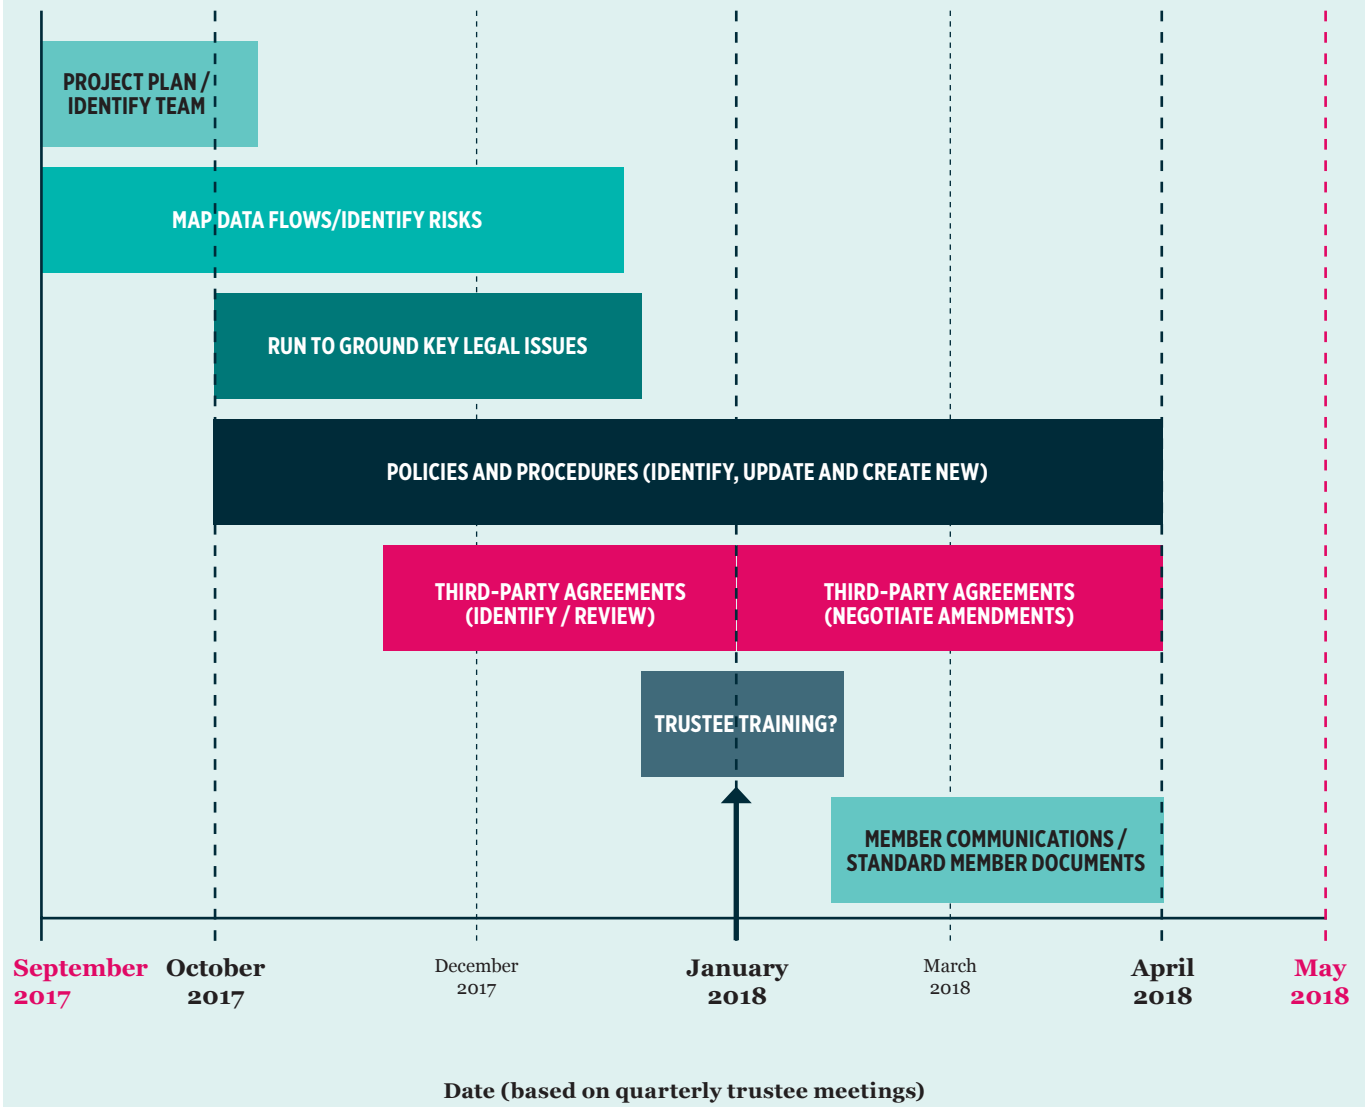 PROJECT PLAN /
IDENTIFY TEAM
MAP DATA FLOWS/IDENTIFY RISKS
RUN TO GROUND KEY LEGAL ISSUES
POLICIES AND PROCEDURES (IDENTIFY, UPDATE AND CREATE NEW)
THIRD-PARTY AGREEMENTS
(IDENTIFY / REVIEW)
THIRD-PARTY AGREEMENTS
(NEGOTIATE AMENDMENTS)
TRUSTEE TRAINING?
MEMBER COMMUNICATIONS /
STANDARD MEMBER DOCUMENTS
September
2017
October
2017
December
2017
January
2018
March
2018
April
2018
May
2018
Date (based on quarterly trustee meetings)